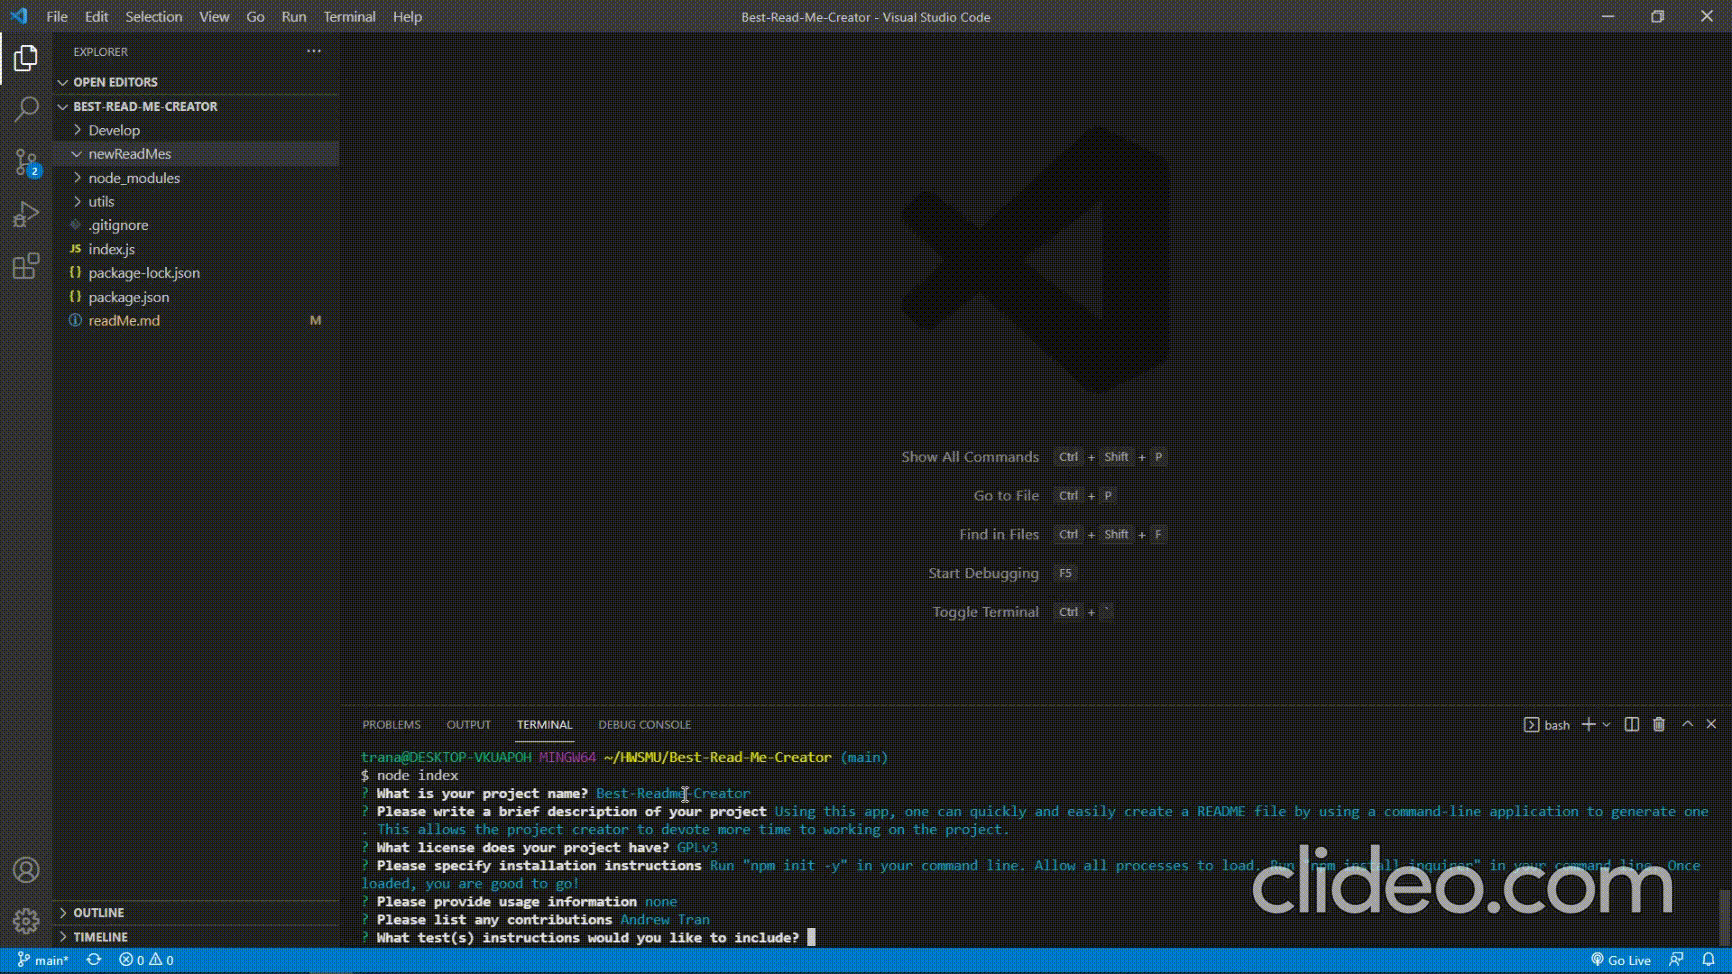 File Edit Selection View Go Run Terminal Help
Best-Read-Me-Creator - Visual Studio Code
EXPLORER
OPEN EDITORS
BEST-READ-ME-CREATOR
Develop
newReadMes
node_modules
utils
.gitignore
JS index.js
{} package-lock.json
{} package.json
readMe.md M
2
Show All Commands Ctrl + Shift + P
Go to File Ctrl + P
Find in Files Ctrl + Shift + F
Start Debugging F5
Toggle Terminal Ctrl + `
PROBLEMS OUTPUT TERMINAL DEBUG CONSOLE
bash
trana@DESKTOP-VKUAPOH MINGW64 ~/HWSMU/Best-Read-Me-Creator (main)
$ node index
? What is your project name? Best-Readme-Creator
? Please write a brief description of your project Using this app, one can quickly and easily create a README file by using a command-line application to generate one
. This allows the project creator to devote more time to working on the project.
? What license does your project have? GPLv3
? Please specify installation instructions Run "npm init -y" in your command line. Allow all processes to load. Run "npm install inquirer" in your command line. Once
loaded, you are good to go!
? Please provide usage information none
? Please list any contributions Andrew Tran
? What test(s) instructions would you like to include?
clideo.com
OUTLINE
TIMELINE
main* 0 0
Go Live